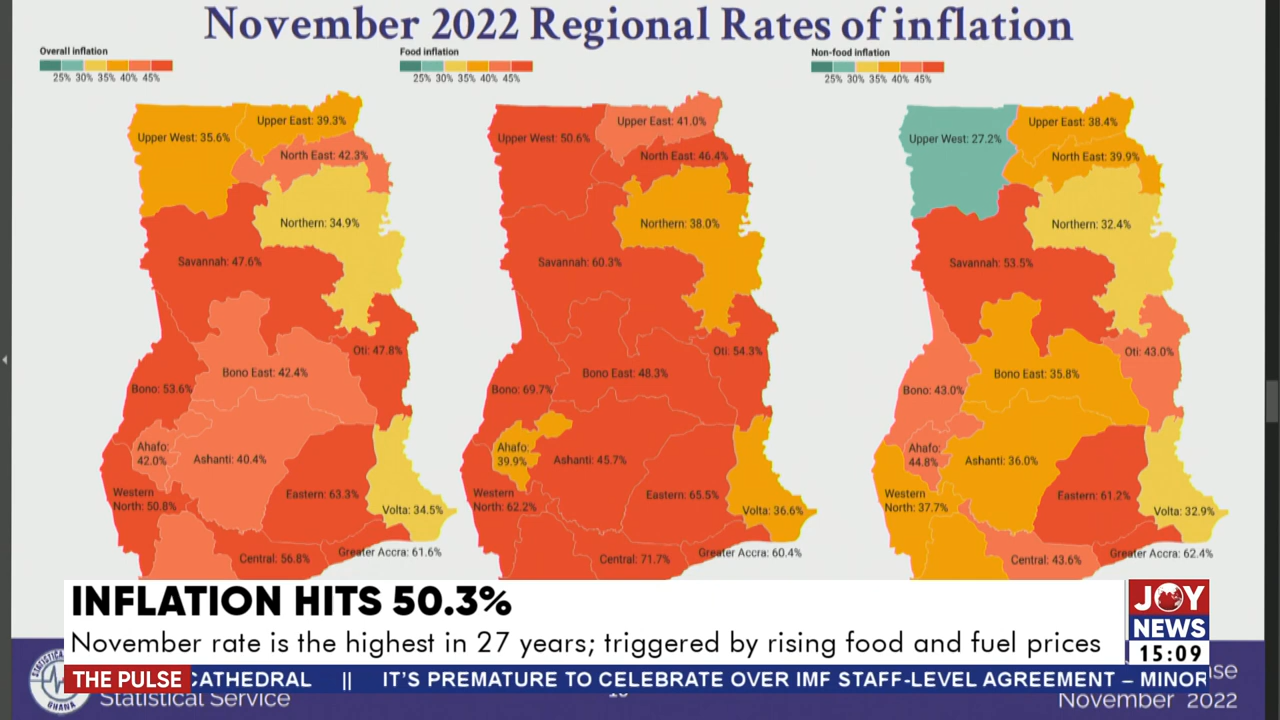 November 2022 Regional Rates of inflation
Overall inflation
25% 30% 35% 40% 45%
Food inflation
25% 30% 35% 40% 45%
Non-food inflation
25% 30% 35% 40% 45%
Upper West: 35.6%
Upper East: 39.3%
North East: 42.3%
Northern: 34.9%
Savannah: 47.6%
Oti: 47.8%
Bono East: 42.4%
Bono: 53.6%
Ahafo:
42.0%
Ashanti: 40.4%
Western
North: 50.8%
Eastern: 63.3%
Volta: 34.5%
Central: 56.8%
Greater Accra: 61.6%
Upper West: 50.6%
Upper East: 41.0%
North East: 46.4%
Northern: 38.0%
Savannah: 60.3%
Oti: 54.3%
Bono East: 48.3%
Bono: 69.7%
Ahafo:
39.9%
Ashanti: 45.7%
Western
North: 62.2%
Eastern: 65.5%
Volta: 36.6%
Central: 71.7%
Greater Accra: 60.4%
Upper West: 27.2%
Upper East: 38.4%
North East: 39.9%
Northern: 32.4%
Savannah: 53.5%
Oti: 43.0%
Bono East: 35.8%
Bono: 43.0%
Ahafo:
44.8%
Ashanti: 36.0%
Western
North: 37.7%
Eastern: 61.2%
Volta: 32.9%
Central: 43.6%
Greater Accra: 62.4%
INFLATION HITS 50.3%
November rate is the highest in 27 years; triggered by rising food and fuel prices
JOY
NEWS
15:09
THE PULSE
CATHEDRAL || IT'S PREMATURE TO CELEBRATE OVER IMF STAFF-LEVEL AGREEMENT – MINOR
Statistical Service
November 2022
GHANA